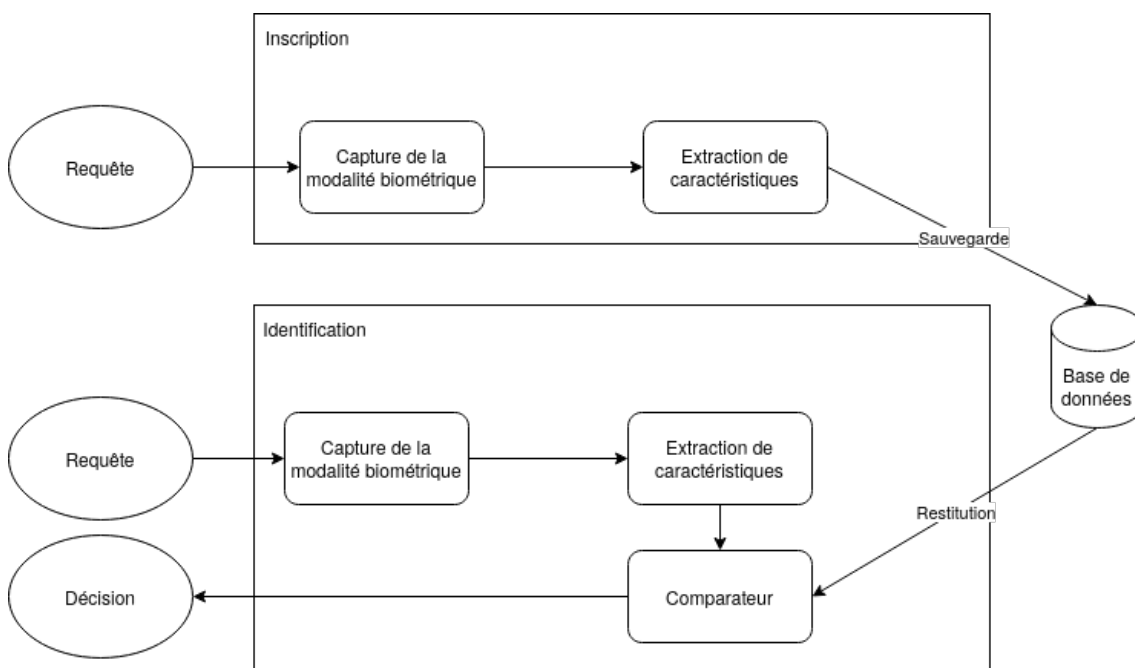 Inscription
Requête
Capture de la
modalité biométrique
Extraction de
caractéristiques
Sauvegarde
Identification
Base de
données
Requête
Capture de la
modalité biométrique
Extraction de
caractéristiques
Restitution
Décision
Comparateur